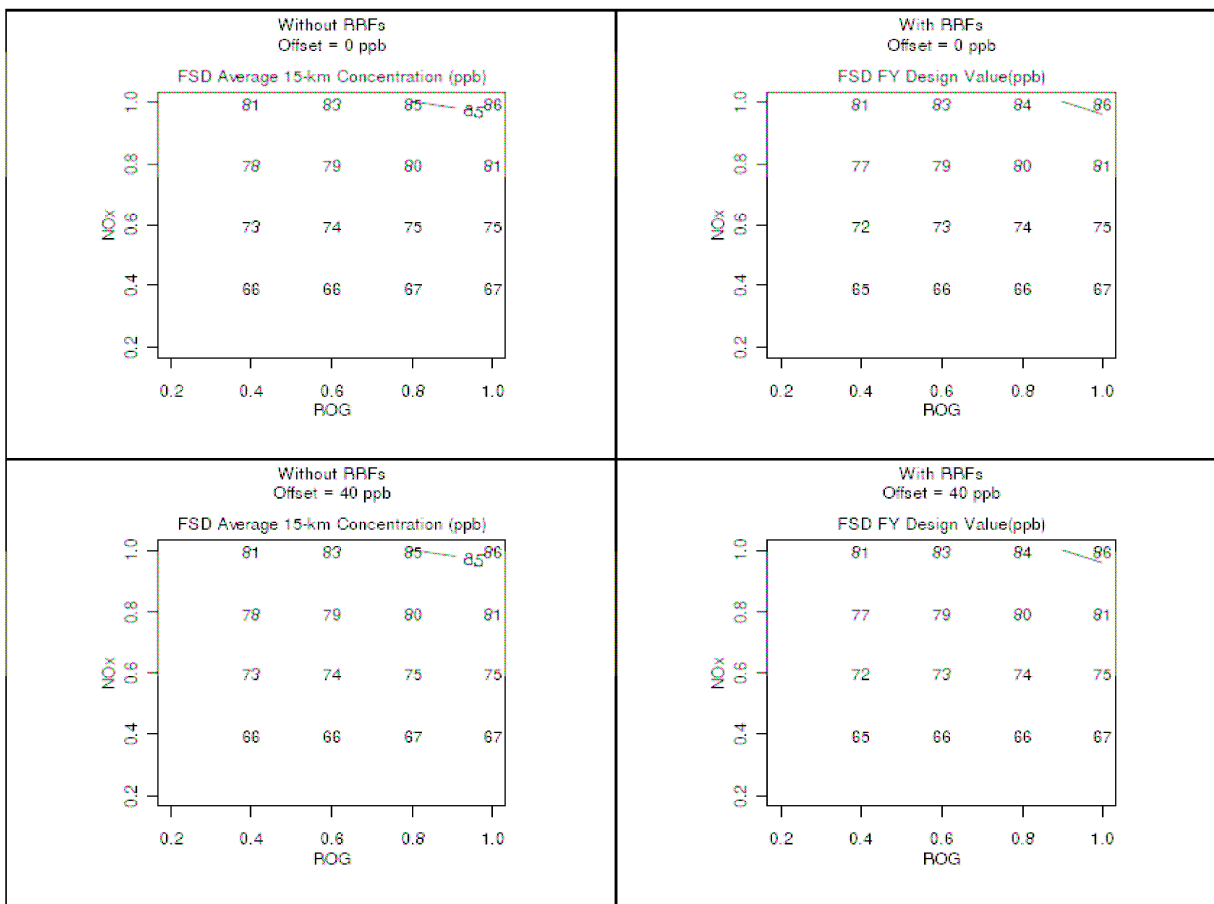 Without RRFs
Offset = 0 ppb
FSD Average 15-km Concentration (ppb)
1.0 81 83 85 85 86
0.8 78 79 80 81
NOx
0.6 73 74 75 75
0.4 66 66 67 67
0.2
0.2 0.4 0.6 0.8 1.0
ROG
With RRFs
Offset = 0 ppb
FSD FY Design Value(ppb)
1.0 81 83 84 86
0.8 77 79 80 81
NOx
0.6 72 73 74 75
0.4 65 66 66 67
0.2
0.2 0.4 0.6 0.8 1.0
ROG
Without RRFs
Offset = 40 ppb
FSD Average 15-km Concentration (ppb)
1.0 81 83 85 85 86
0.8 78 79 80 81
NOx
0.6 73 74 75 75
0.4 66 66 67 67
0.2
0.2 0.4 0.6 0.8 1.0
ROG
With RRFs
Offset = 40 ppb
FSD FY Design Value(ppb)
1.0 81 83 84 86
0.8 77 79 80 81
NOx
0.6 72 73 74 75
0.4 65 66 66 67
0.2
0.2 0.4 0.6 0.8 1.0
ROG